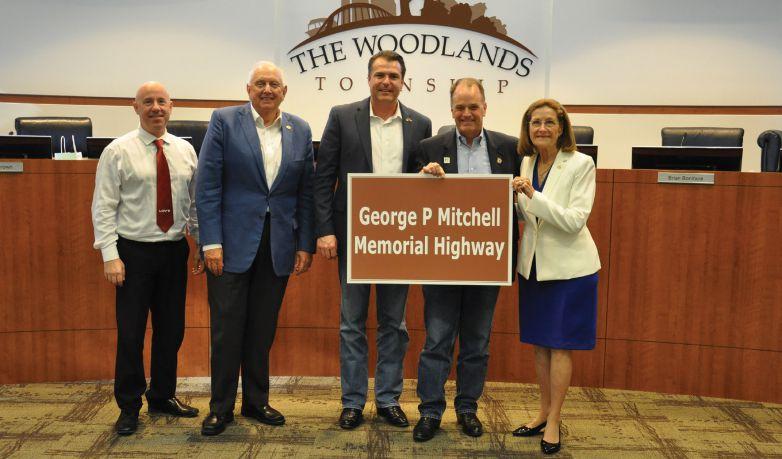 THE WOODLANDS
TOWNSHIP
Brian Boniface
George P Mitchell
Memorial Highway